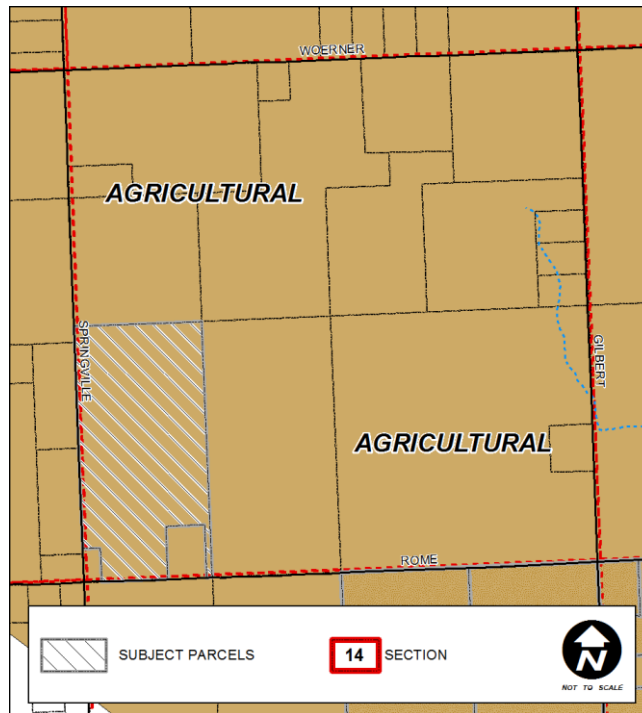 WOERNER
AGRICULTURAL
SPRINGVILLE
GILBERT
AGRICULTURAL
ROME
SUBJECT PARCELS
14 SECTION
N
NOT TO SCALE